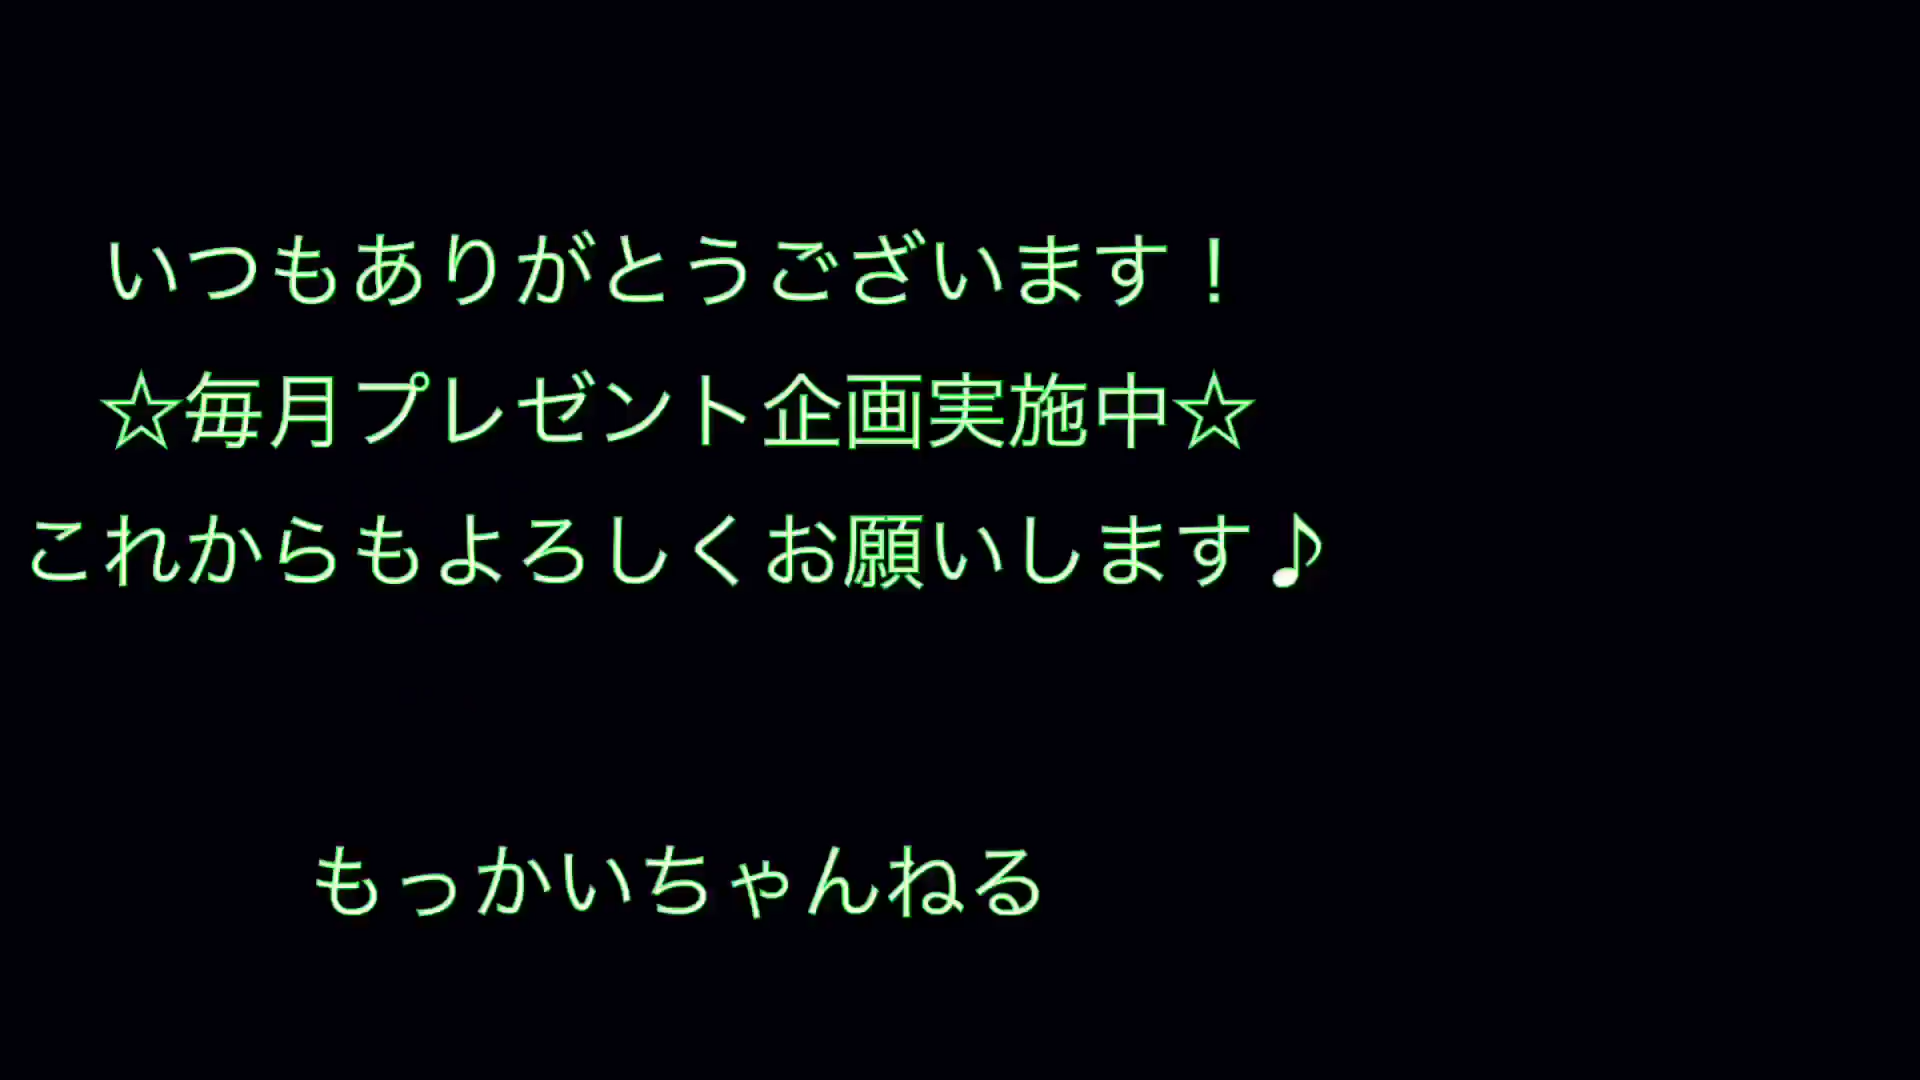 いつもありがとうございます！
☆毎月プレゼント企画実施中☆
これからもよろしくお願いします♪
もっかいちゃんねる